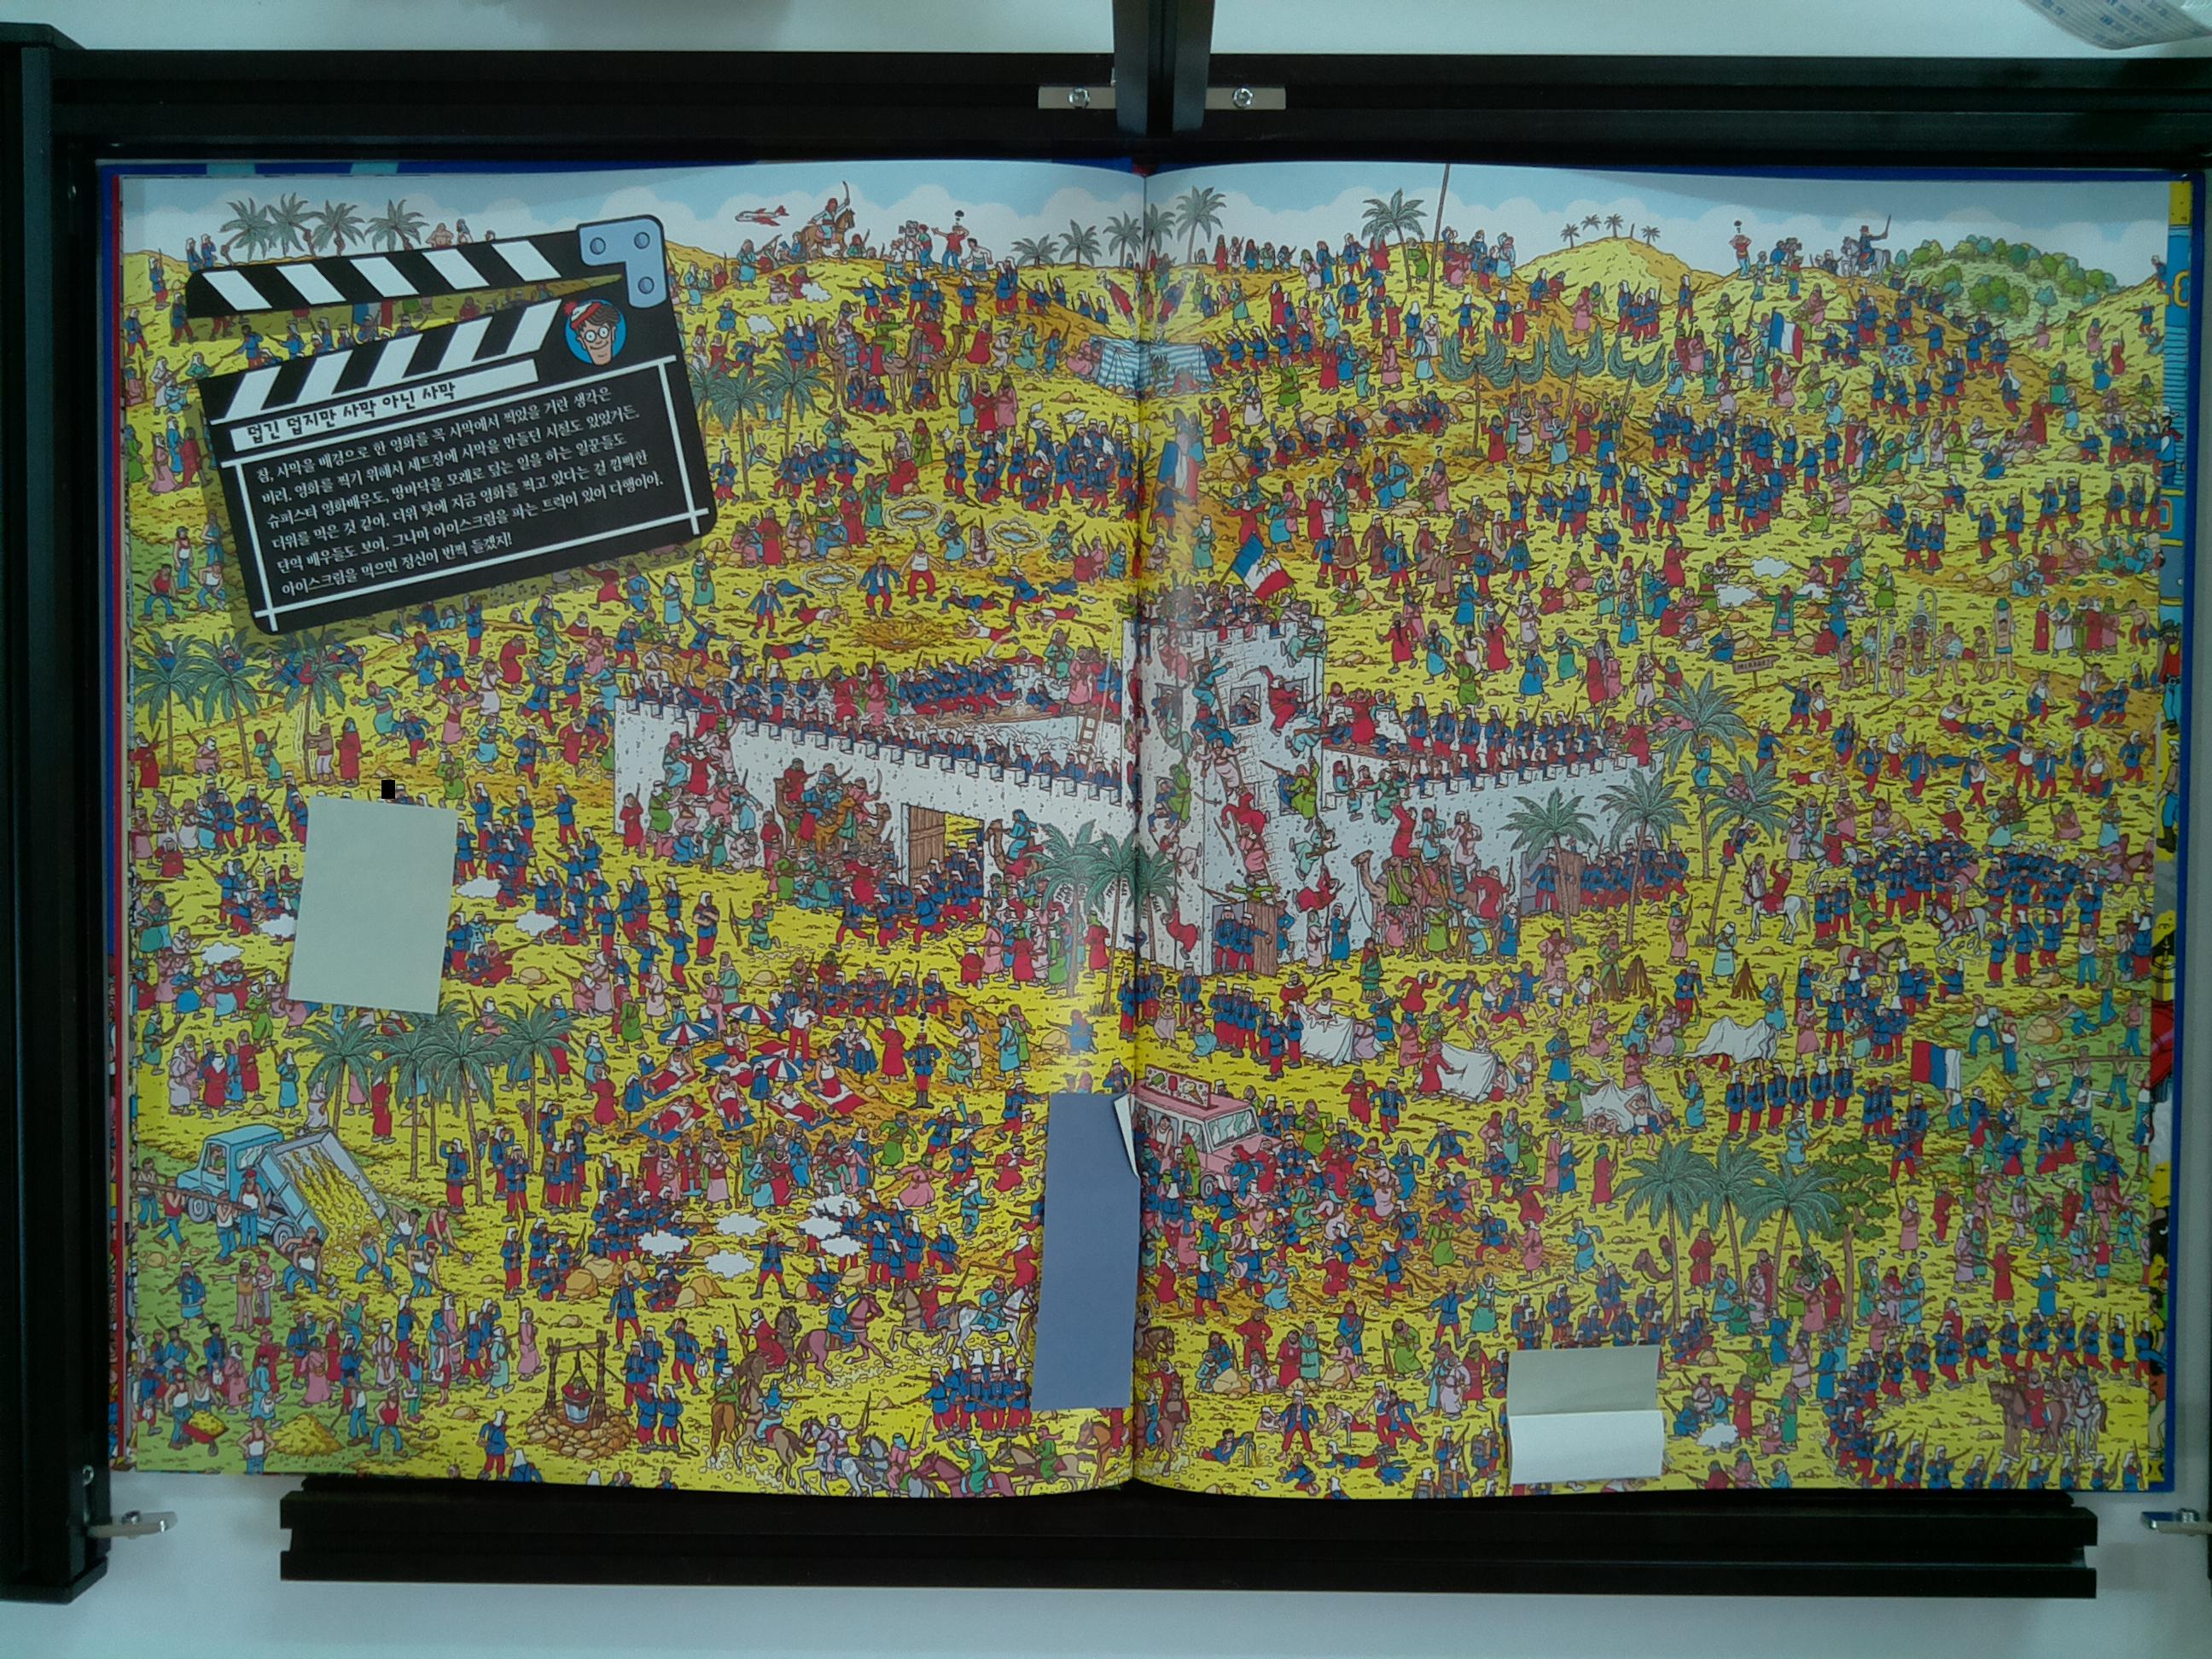 덥긴 덥지만 사막 아닌 사막
참, 사막을 배경으로 한 영화를 꼭 사막에서 찍었을 거란 생각은
버려. 영화를 찍기 위해서 세트장에 사막을 만들던 시절도 있었거든.
슈퍼스타 영화배우도, 땅바닥을 모래로 덮는 일을 하는 일꾼들도
더위를 먹은 것 같아. 더위 탓에 지금 영화를 찍고 있다는 걸 깜빡한
단역 배우들도 보여. 그나마 아이스크림을 파는 트럭이 있어 다행이야.
아이스크림을 먹으면 정신이 번쩍 들겠지!
MIRAGE